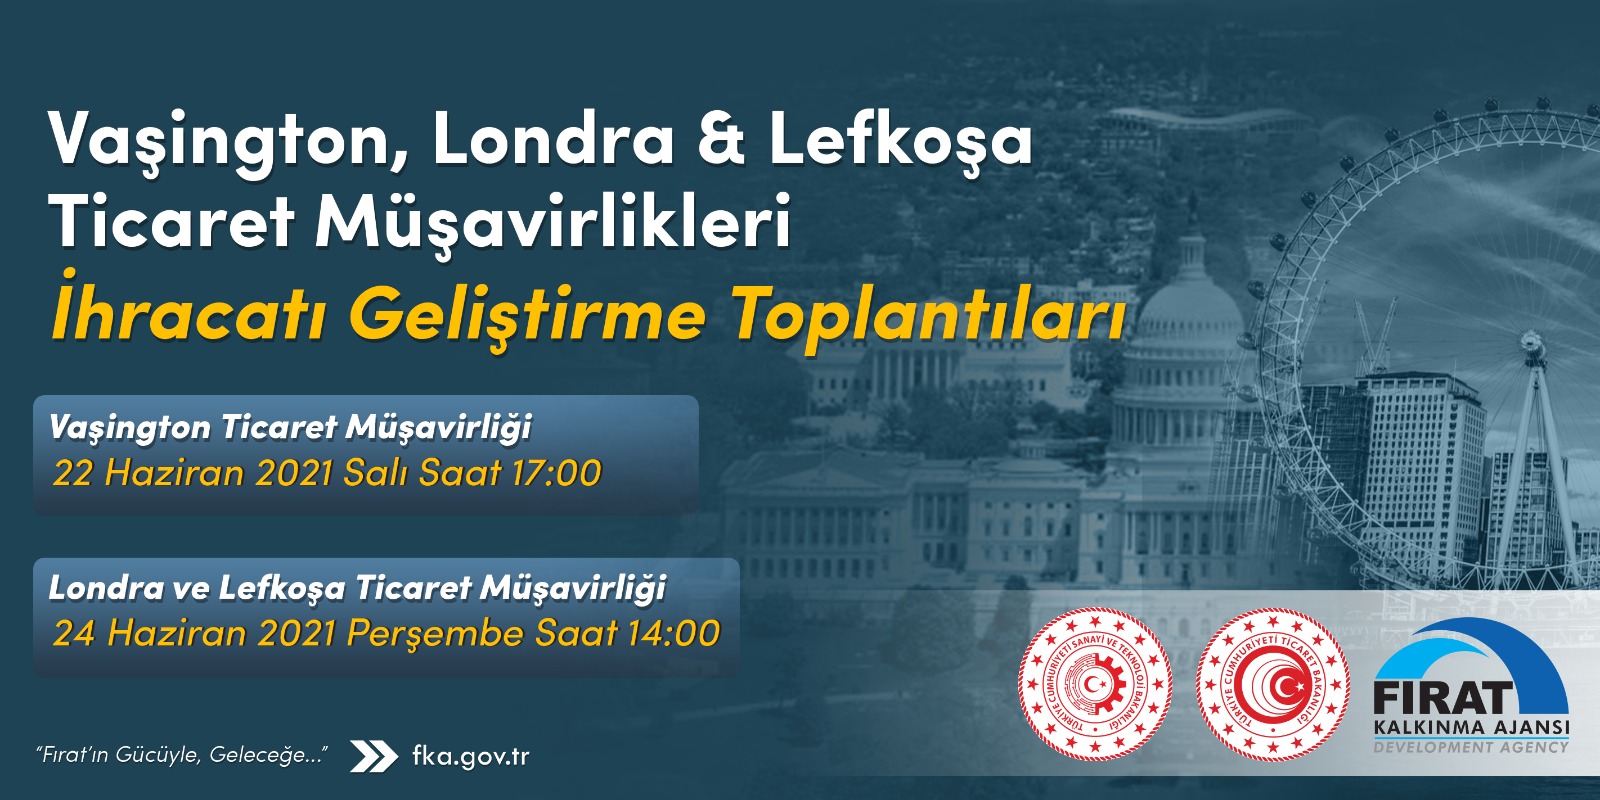 Vaşington, Londra & Lefkoşa
Ticaret Müşavirlikleri
İhracatı Geliştirme Toplantıları
Vaşington Ticaret Müşavirliği
22 Haziran 2021 Salı Saat 17:00
Londra ve Lefkoşa Ticaret Müşavirliği
24 Haziran 2021 Perşembe Saat 14:00
"Fırat'ın Gücüyle, Geleceğe..."
fka.gov.tr
TÜRKİYE CUMHURİYETİ SANAYİ VE TEKNOLOJİ BAKANLIĞI
TÜRKİYE CUMHURİYETİ TİCARET BAKANLIĞI
FIRAT
KALKINMA AJANSI
DEVELOPMENT AGENCY